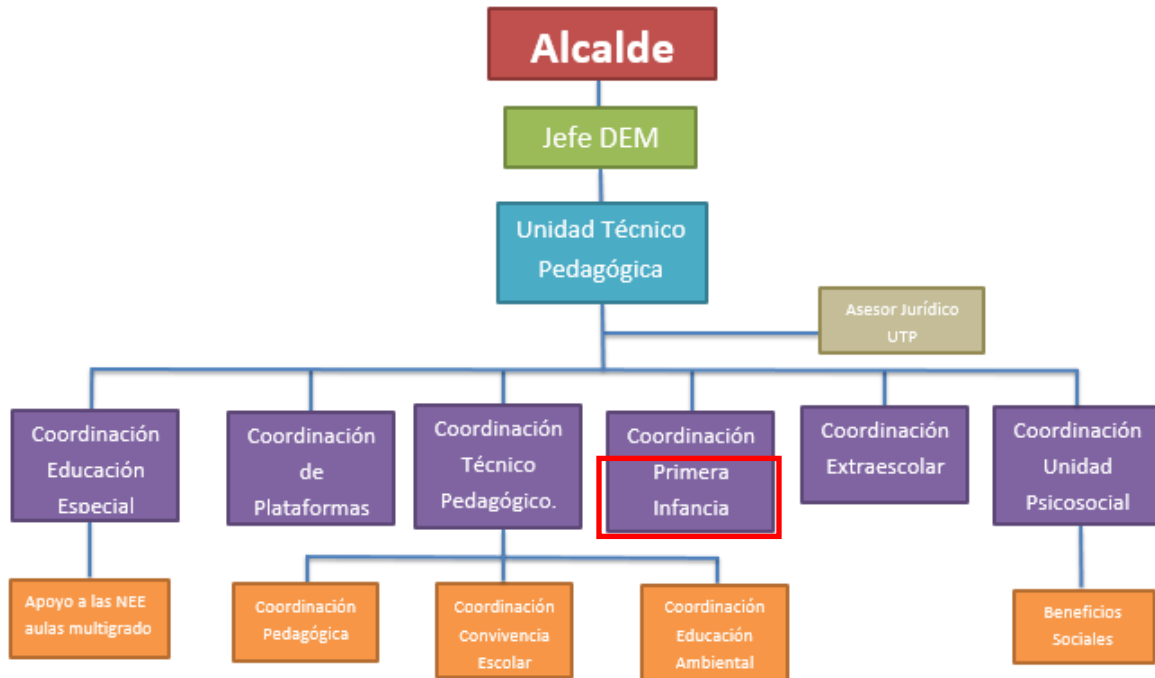 Alcalde
Jefe DEM
Unidad Técnico
Pedagógica
Asesor Jurídico
UTP
Coordinación
Educación
Especial
Coordinación
de
Plataformas
Coordinación
Técnico
Pedagógico.
Coordinación
Primera
Infancia
Coordinación
Extraescolar
Coordinación
Unidad
Psicosocial
Apoyo a las NEE
aulas multigrado
Coordinación
Pedagógica
Coordinación
Convivencia
Escolar
Coordinación
Educación
Ambiental
Beneficios
Sociales